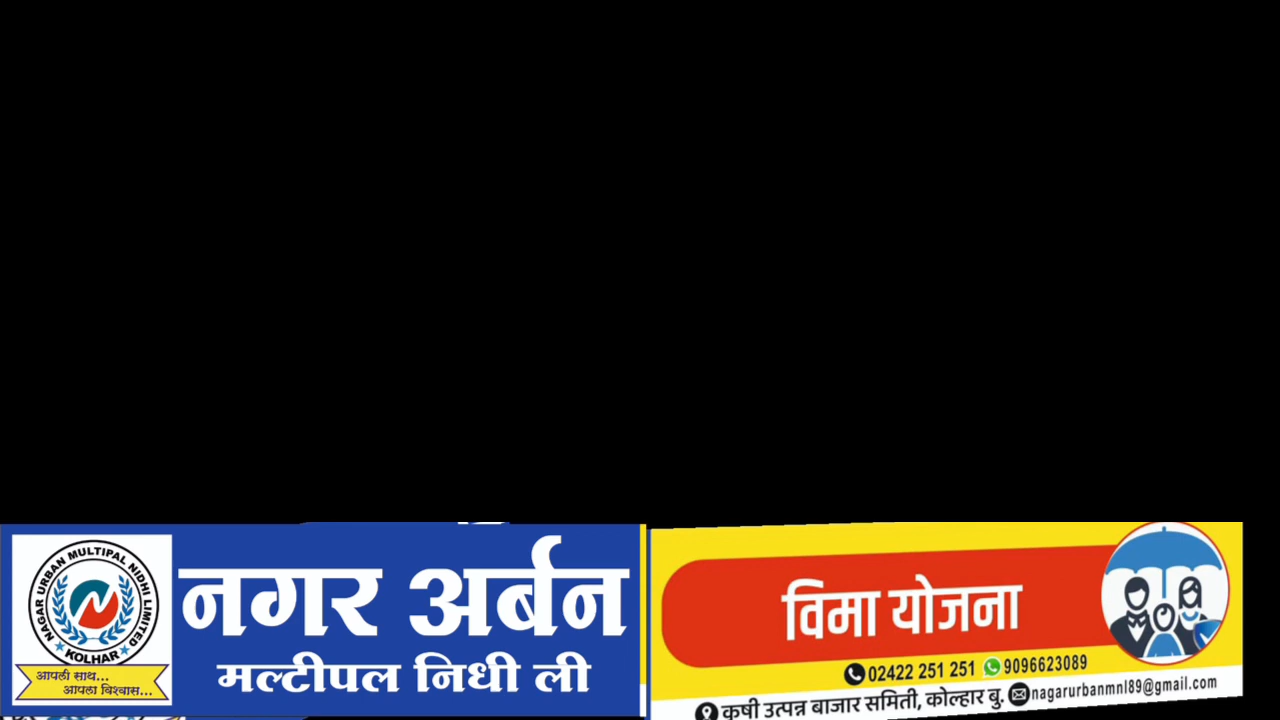 NAGAR URBAN MULTIPAL NIDHI LIMITED
KOLHAR
आपली साथ...
आपला विश्वास...
नगर अर्बन
मल्टीपल निधी ली
विमा योजना
02422 251 251 9096623089
कृषी उत्पन्न बाजार समिती, कोल्हार बु. nagarurbanmnl89@gmail.com